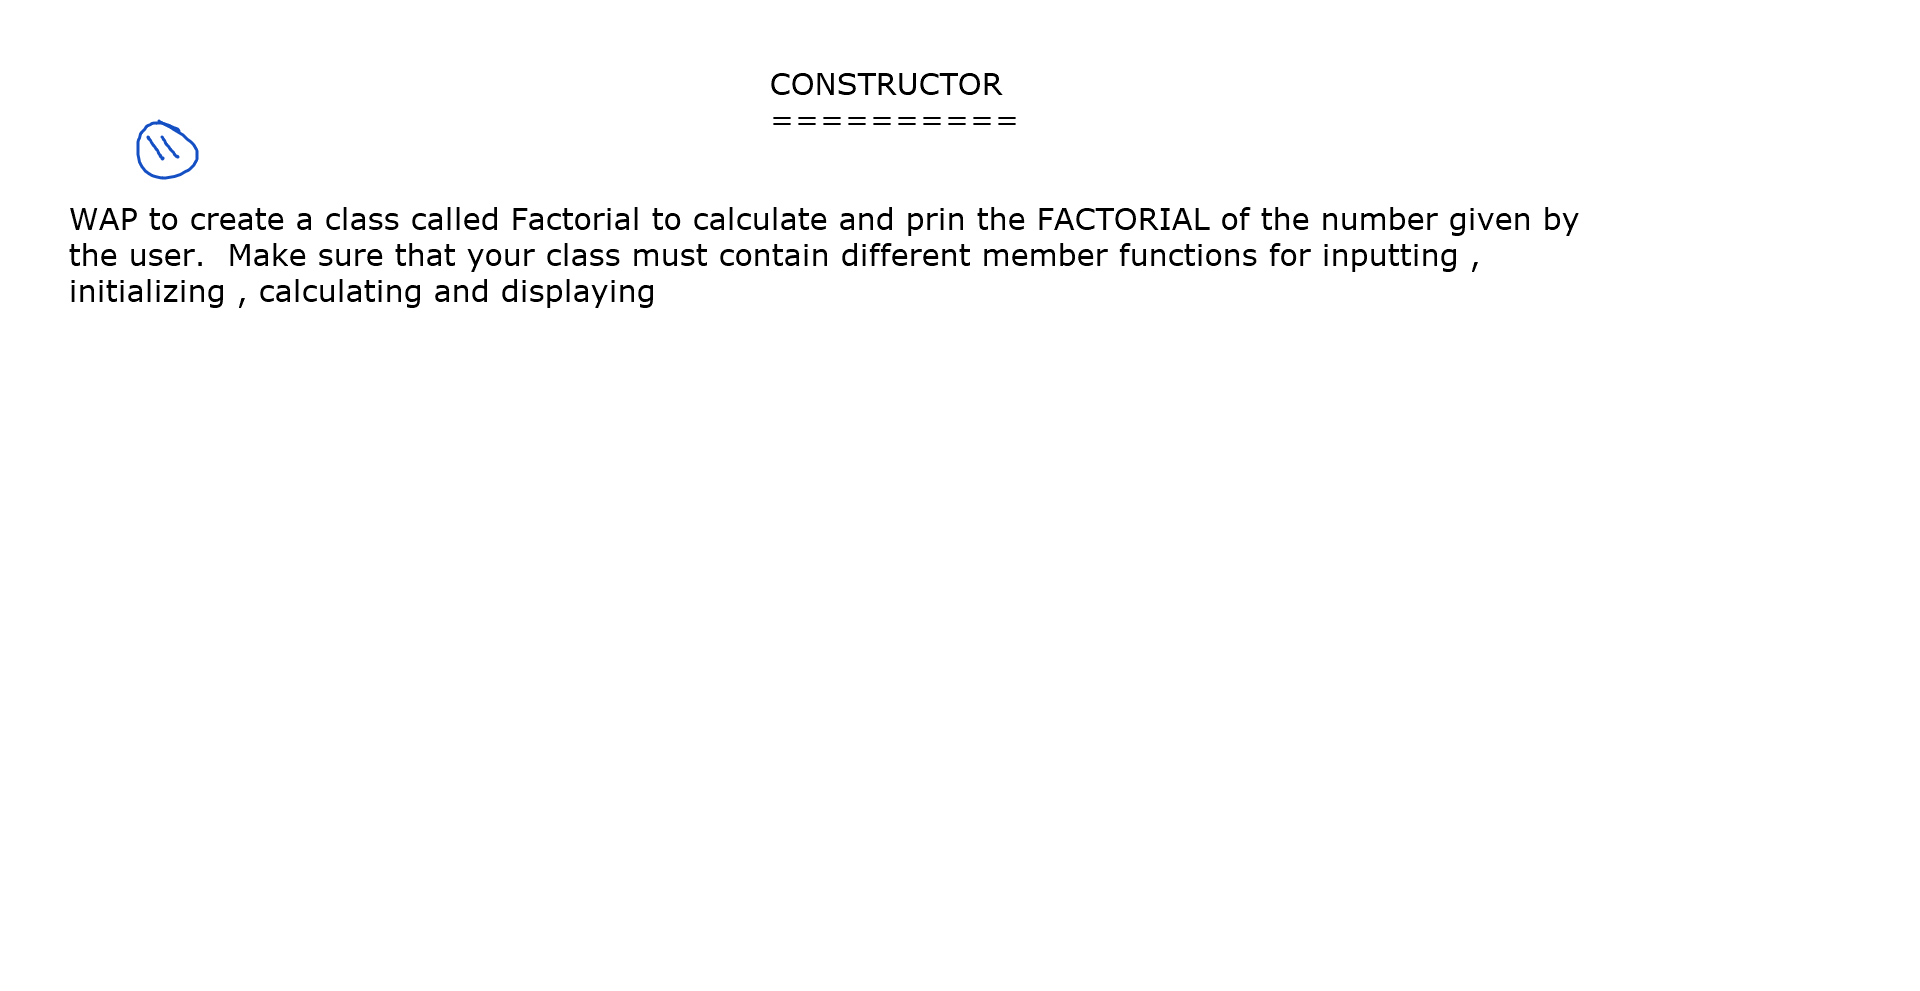 CONSTRUCTOR
==========
WAP to create a class called Factorial to calculate and prin the FACTORIAL of the number given by
the user.  Make sure that your class must contain different member functions for inputting ,
initializing , calculating and displaying